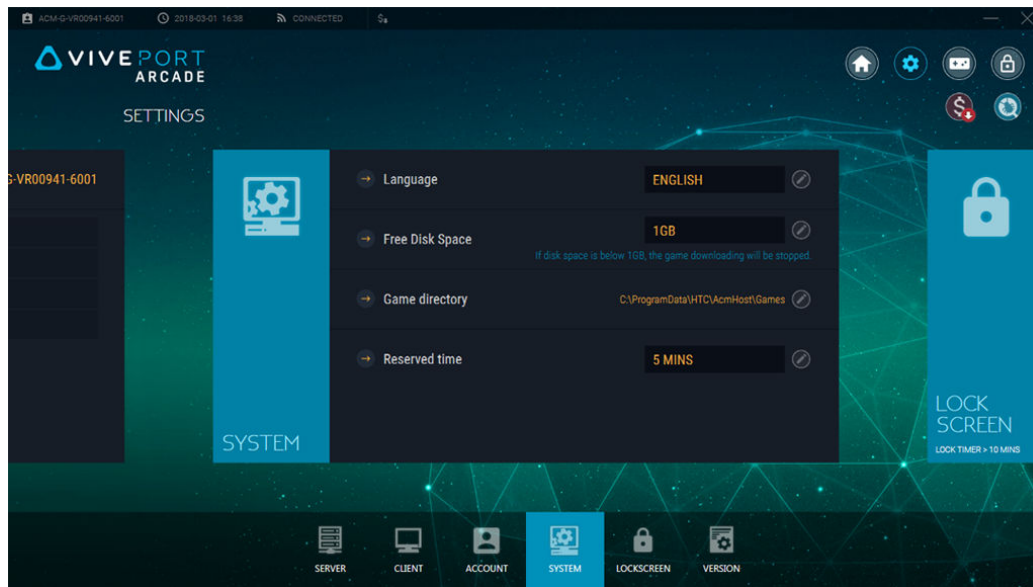 ACM-G-VR00941-6001 2018-03-01 16:38 CONNECTED
VIVEPORT
ARCADE
SETTINGS
G-VR00941-6001
Language ENGLISH
Free Disk Space 1GB
If disk space is below 1GB, the game downloading will be stopped.
Game directory C:\ProgramData\HTC\AcmHost\Games
Reserved time 5 MINS
SYSTEM
LOCK
SCREEN
LOCK TIMER > 10 MINS
SERVER CLIENT ACCOUNT SYSTEM LOCKSCREEN VERSION